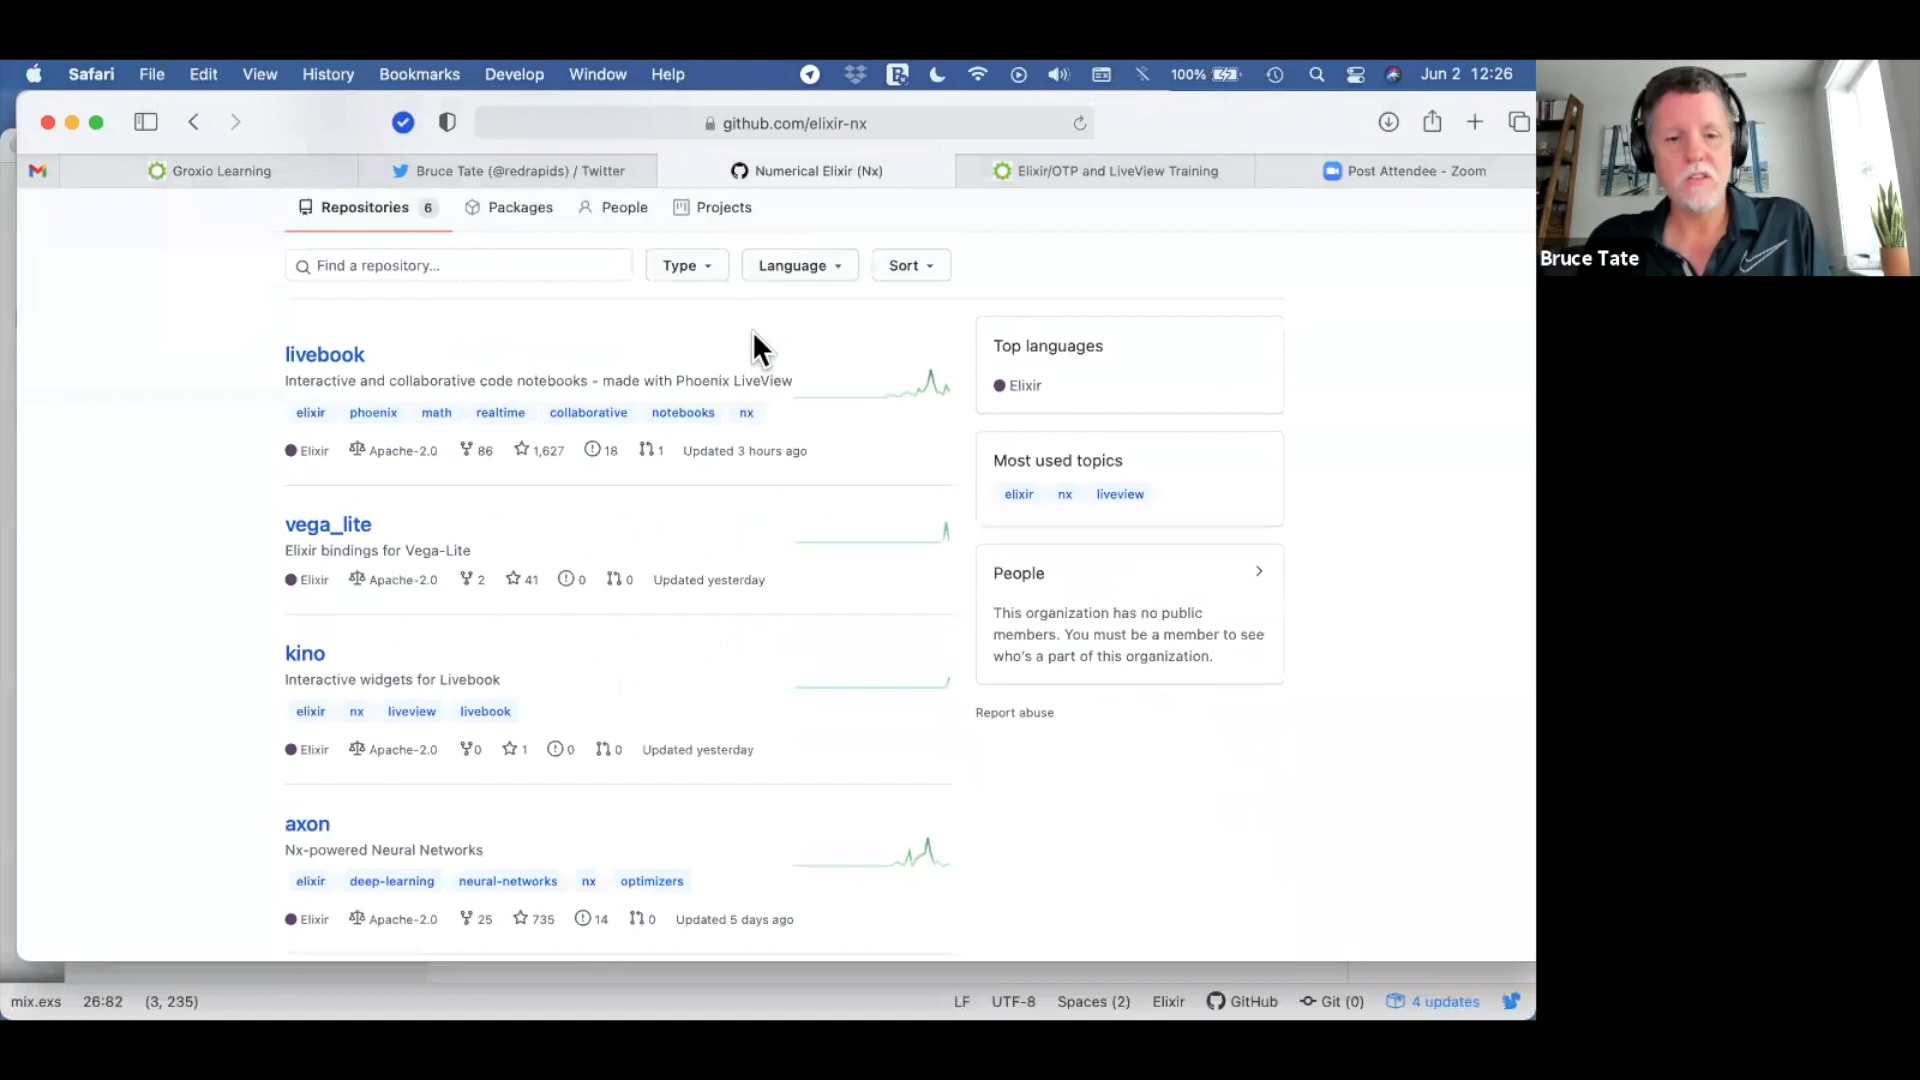 Safari File Edit View History Bookmarks Develop Window Help 100% Jun 2 12:26
github.com/elixir-nx
Groxio Learning
Bruce Tate (@redrapids) / Twitter
Numerical Elixir (Nx)
Elixir/OTP and LiveView Training
Post Attendee - Zoom
Bruce Tate
Repositories 6 Packages People Projects
Find a repository...
Type
Language
Sort
livebook
Interactive and collaborative code notebooks - made with Phoenix LiveView
elixir phoenix math realtime collaborative notebooks nx
Elixir Apache-2.0 86 1,627 18 1 Updated 3 hours ago
vega_lite
Elixir bindings for Vega-Lite
Elixir Apache-2.0 2 41 0 0 Updated yesterday
kino
Interactive widgets for Livebook
elixir nx liveview livebook
Elixir Apache-2.0 0 1 0 0 Updated yesterday
axon
Nx-powered Neural Networks
elixir deep-learning neural-networks nx optimizers
Elixir Apache-2.0 25 735 14 0 Updated 5 days ago
Top languages
Elixir
Most used topics
elixir nx liveview
People
This organization has no public
members. You must be a member to see
who's a part of this organization.
Report abuse
mix.exs 26:82 (3, 235) LF UTF-8 Spaces (2) Elixir GitHub Git (0) 4 updates